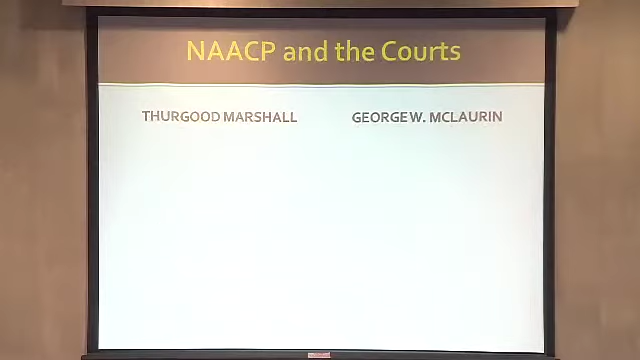 NAACP and the Courts
THURGOOD MARSHALL
GEORGE W. MCLAURIN